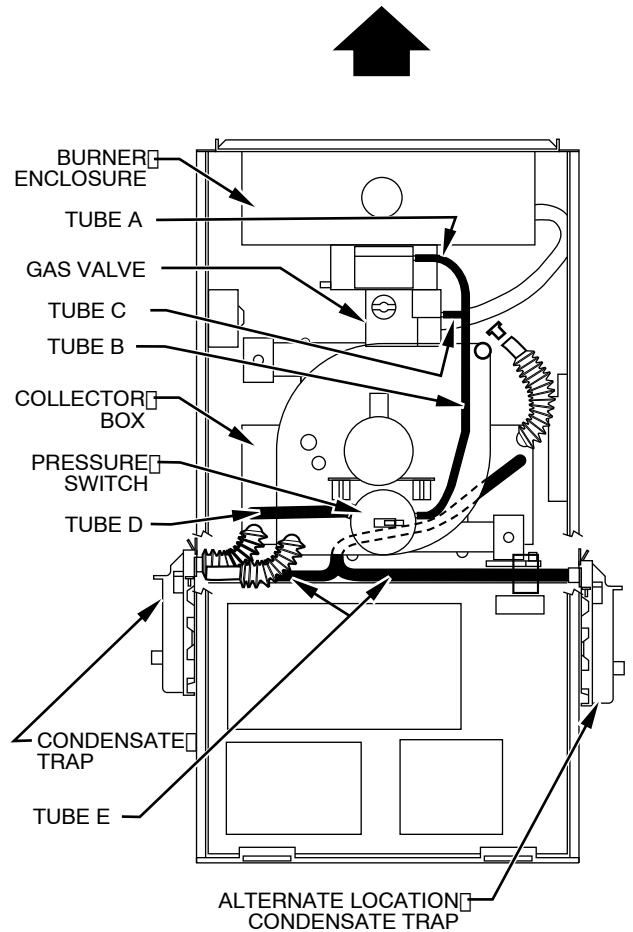 BURNER
ENCLOSURE
TUBE A
GAS VALVE
TUBE C
TUBE B
COLLECTOR
BOX
PRESSURE
SWITCH
TUBE D
CONDENSATE
TRAP
TUBE E
ALTERNATE LOCATION
CONDENSATE TRAP